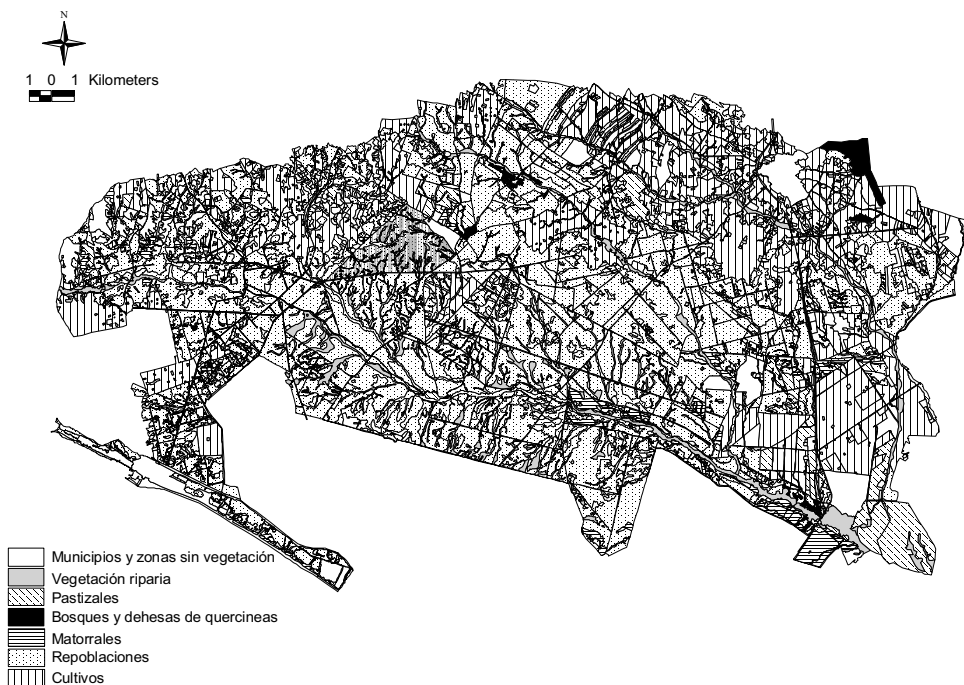 N
1 0 1 Kilometers
Municipios y zonas sin vegetación
Vegetación riparia
Pastizales
Bosques y dehesas de quercineas
Matorrales
Repoblaciones
Cultivos